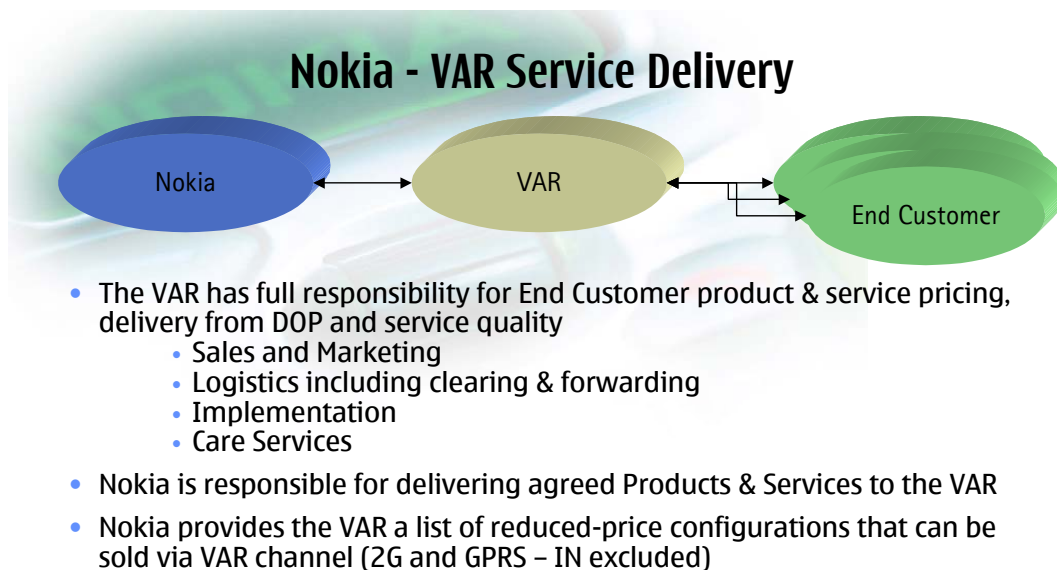 Nokia - VAR Service Delivery
Nokia
VAR
End Customer
• The VAR has full responsibility for End Customer product & service pricing,
delivery from DOP and service quality
• Sales and Marketing
• Logistics including clearing & forwarding
• Implementation
• Care Services
• Nokia is responsible for delivering agreed Products & Services to the VAR
• Nokia provides the VAR a list of reduced-price configurations that can be
sold via VAR channel (2G and GPRS – IN excluded)